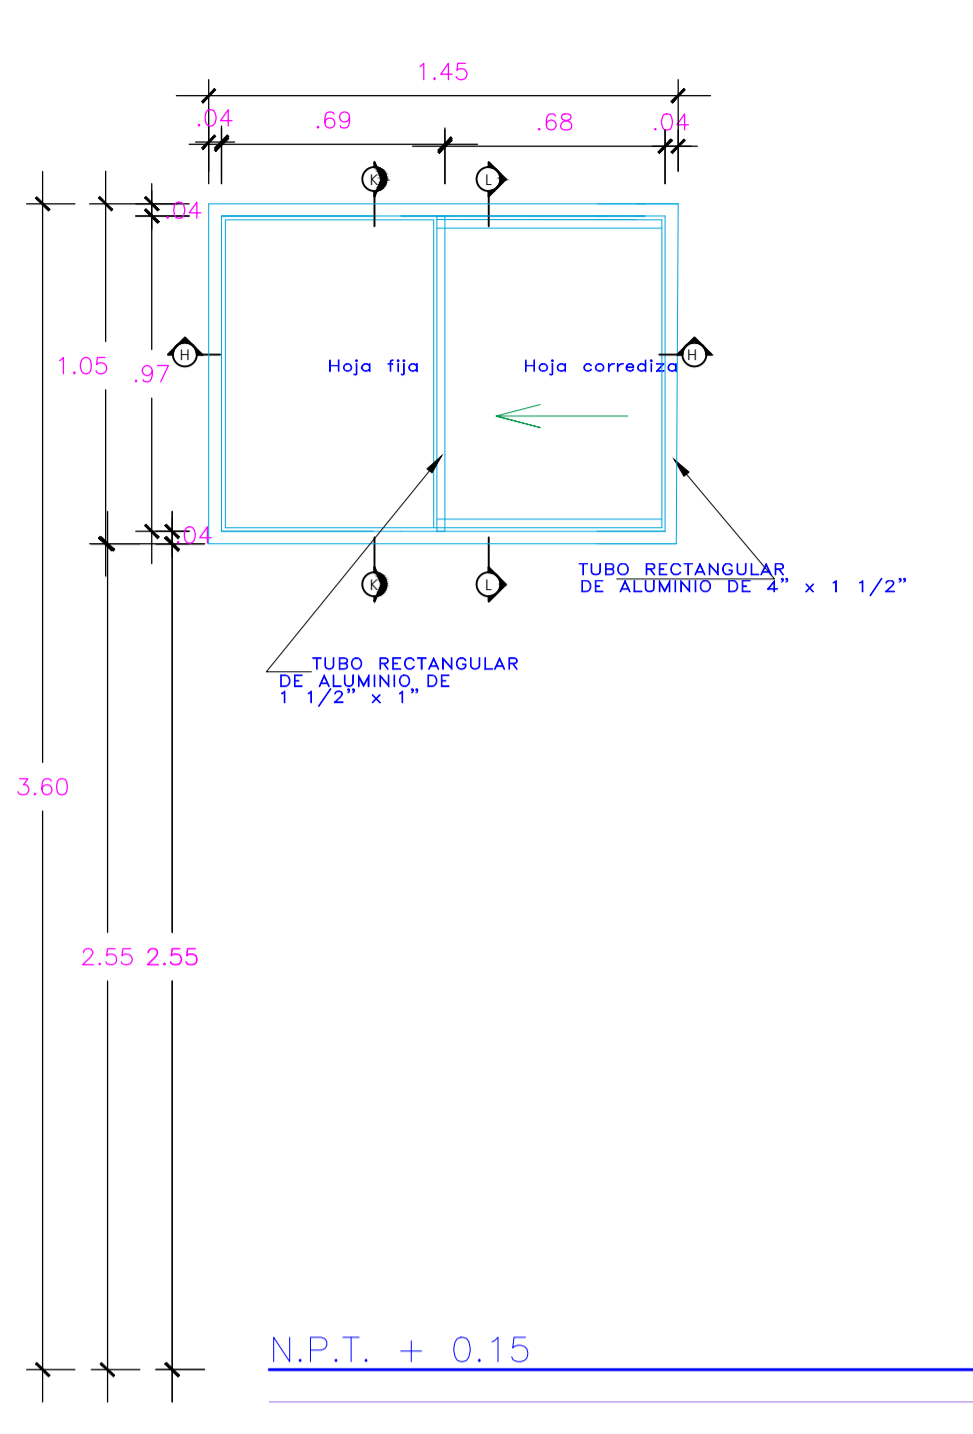 1.45
.04
.69
.68
.04
K
L
.04
1.05
.97
H
Hoja fija
Hoja corrediza
H
.04
K
L
TUBO RECTANGULAR
DE ALUMINIO DE 4” x 1 1/2”
TUBO RECTANGULAR
DE ALUMINIO DE
1 1/2” x 1”
3.60
2.55
2.55
N.P.T. + 0.15